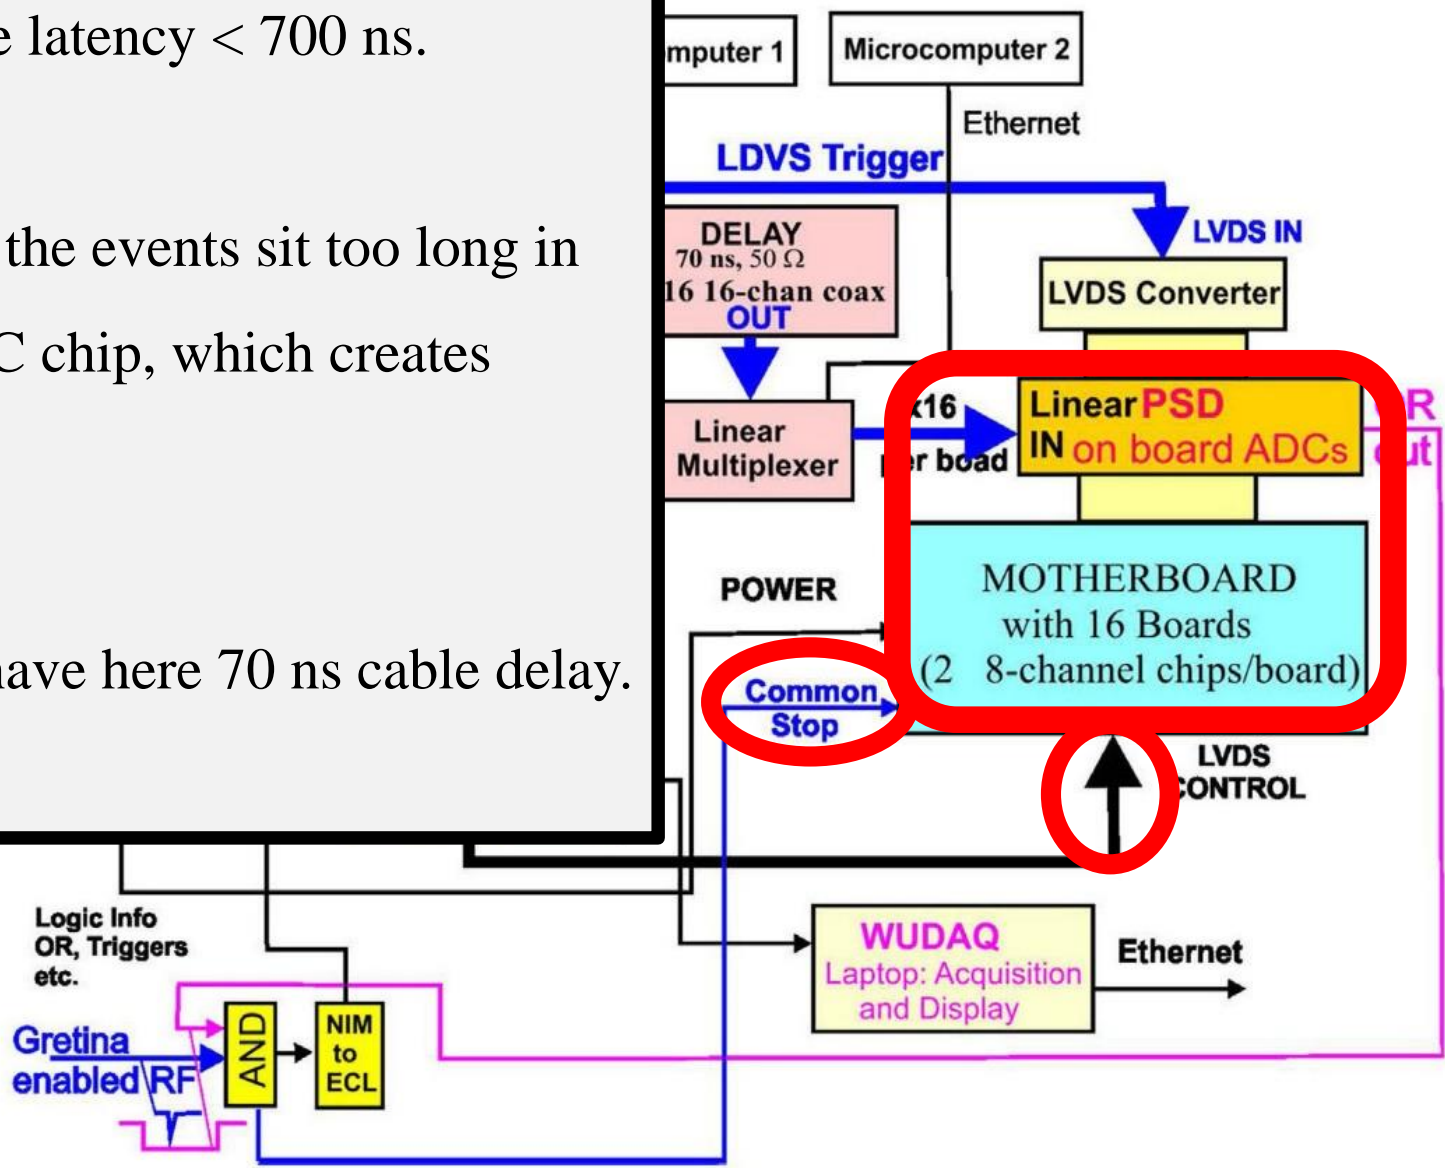 latency < 700 ns.
the events sit too long in
C chip, which creates
here 70 ns cable delay.
1
Microcomputer 2
Ethernet
LDVS Trigger
LVDS IN
DELAY
70 ns, 50 Ω
16 16-chan coax
OUT
LVDS Converter
Linear
Multiplexer
x16
boad
Linear PSD
IN on board ADCs
MOTHERBOARD
with 16 Boards
(2 8-channel chips/board)
POWER
Common
Stop
LVDS
CONTROL
Logic Info
OR, Triggers
etc.
WUDAQ
Laptop: Acquisition
and Display
Ethernet
Gretina
enabled RF
AND
NIM
to
ECL